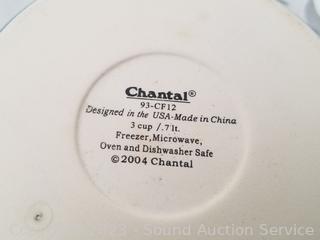 Chantal®
93-CF12
Designed in the USA-Made in China
3 cup / .7 lt.
Freezer, Microwave,
Oven and Dishwasher Safe
©2004 Chantal
23 - Sound Auction Service